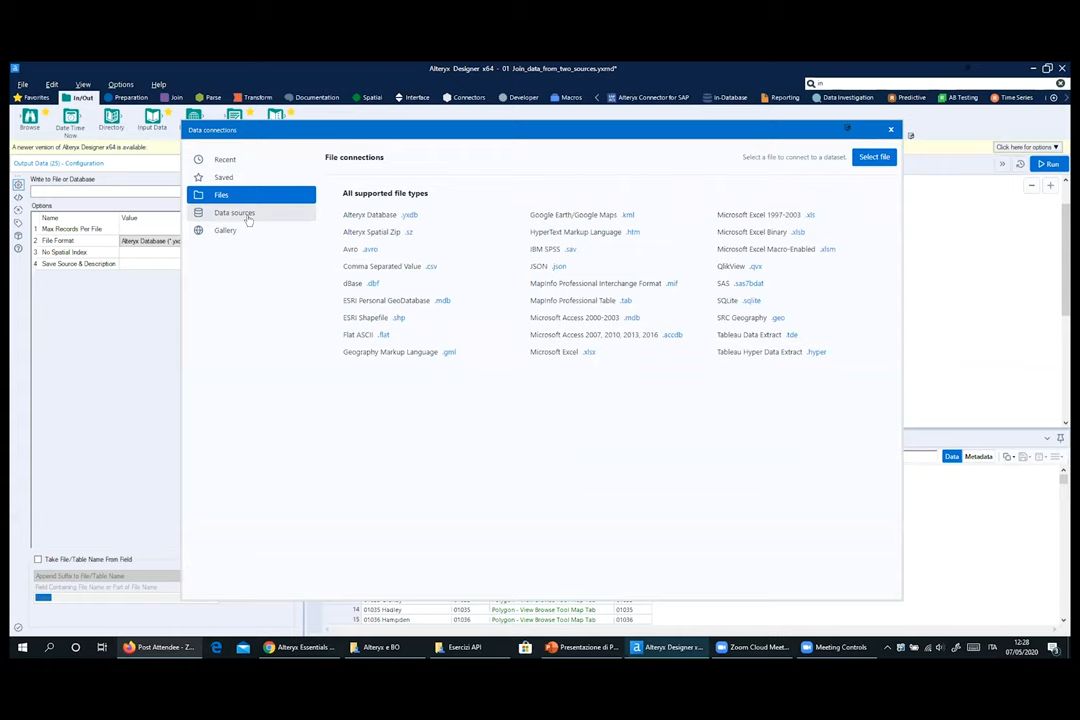 Alteryx Designer x64 - 01 Join_data_from_two_sources.yxmd*
File Edit View Options Help
in
Favorites In/Out Preparation Join Parse Transform Documentation Spatial Interface Connectors Developer Macros Alteryx Connector for SAP In-Database Reporting Data Investigation Predictive AB Testing Time Series
Browse Date Time Now Directory Input Data
A newer version of Alteryx Designer x64 is available:
Click here for options
Output Data (25) - Configuration
Run
Write to File or Database
Options
Name Value
1 Max Records Per File
2 File Format Alteryx Database (*.yxc
3 No Spatial Index
4 Save Source & Description
Take File/Table Name From Field
Append Suffix to File/Table Name
Field Containing File Name or Part of File Name
Data connections
Recent
Saved
Files
Data sources
Gallery
File connections
Select a file to connect to a dataset.
Select file
All supported file types
Alteryx Database .yxdb
Alteryx Spatial Zip .sz
Avro .avro
Comma Separated Value .csv
dBase .dbf
ESRI Personal GeoDatabase .mdb
ESRI Shapefile .shp
Flat ASCII .flat
Geography Markup Language .gml
Google Earth/Google Maps .kml
HyperText Markup Language .htm
IBM SPSS .sav
JSON .json
MapInfo Professional Interchange Format .mif
MapInfo Professional Table .tab
Microsoft Access 2000-2003 .mdb
Microsoft Access 2007, 2010, 2013, 2016 .accdb
Microsoft Excel .xlsx
Microsoft Excel 1997-2003 .xls
Microsoft Excel Binary .xlsb
Microsoft Excel Macro-Enabled .xlsm
QlikView .qvx
SAS .sas7bdat
SQLite .sqlite
SRC Geography .geo
Tableau Data Extract .tde
Tableau Hyper Data Extract .hyper
Data Metadata
14 01035 Hadley 01035 Polygon - View Browse Tool Map Tab 01035
15 01036 Hampden 01036 Polygon - View Browse Tool Map Tab 01036
Post Attendee - Z... Alteryx Essentials ... Alteryx e BO Esercizi API Presentazione di P... Alteryx Designer x... Zoom Cloud Meet... Meeting Controls
ITA
12:28
07/05/2020